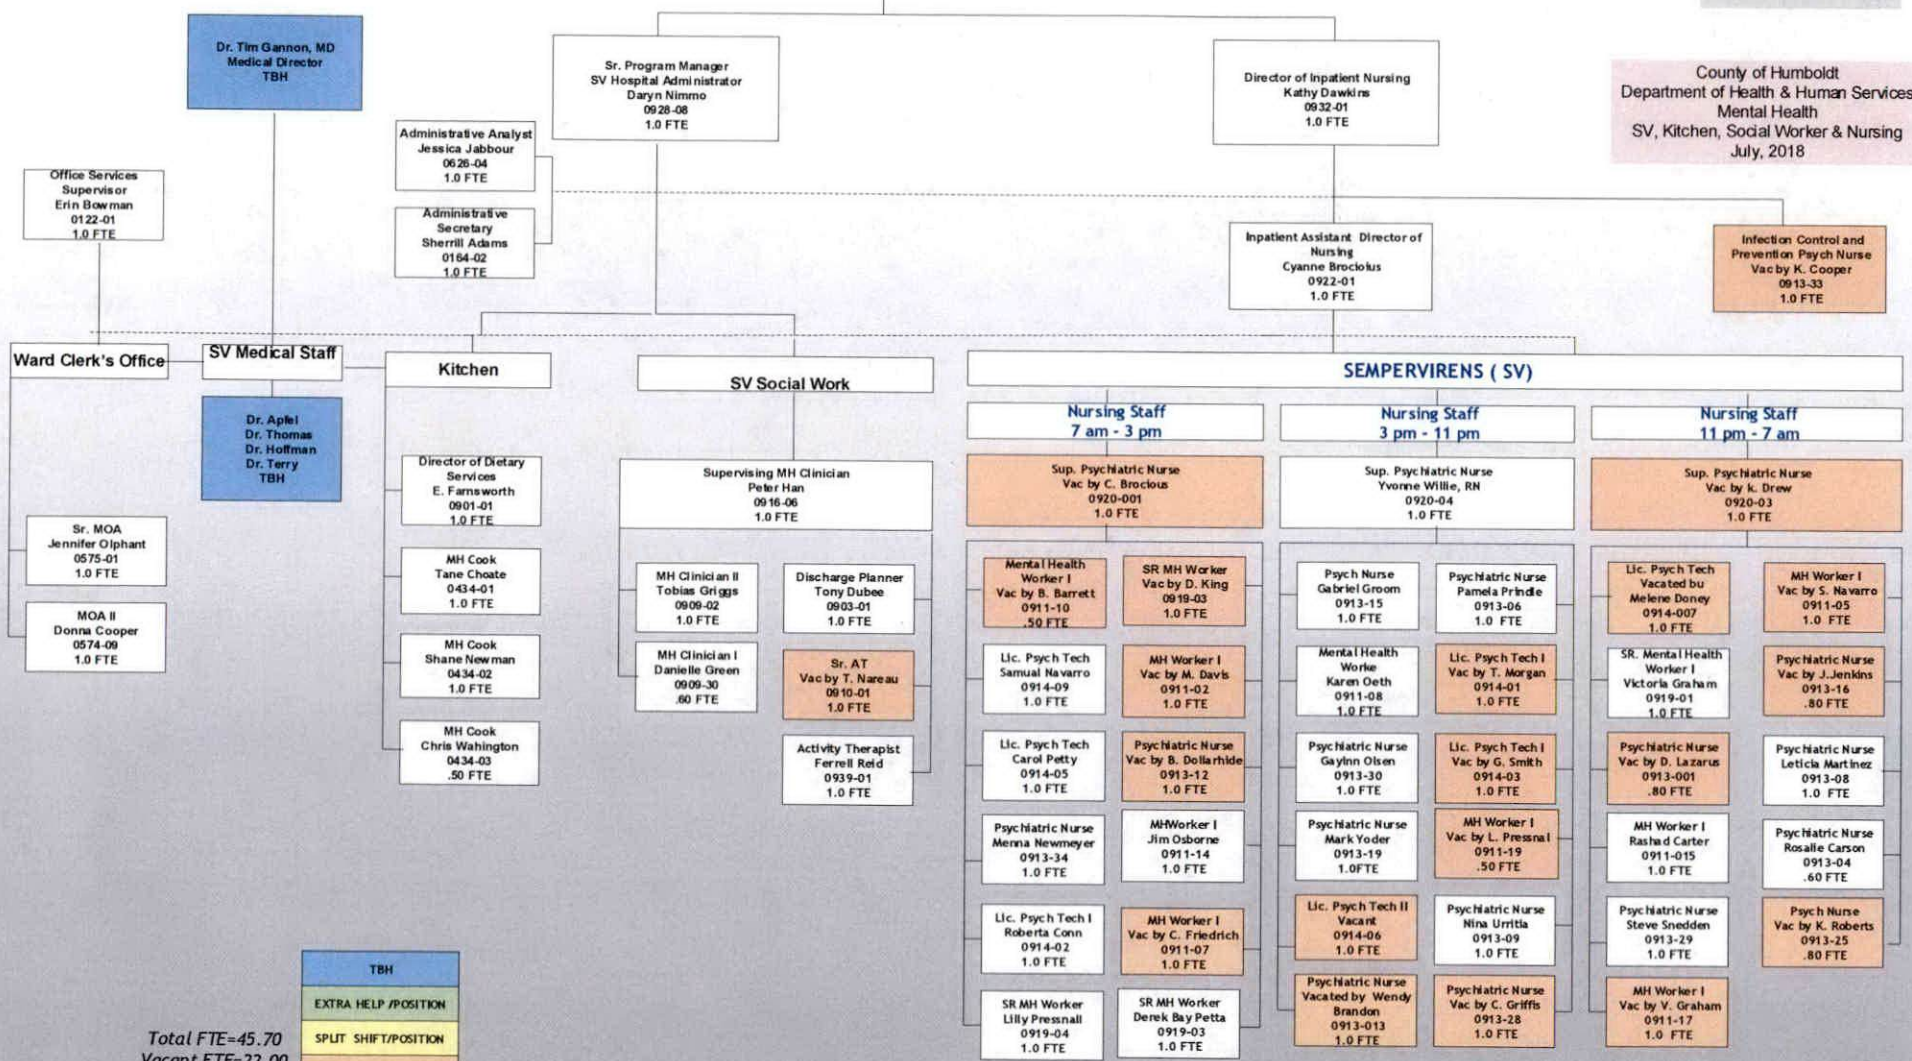 Dr. Tim Gannon, MD
Medical Director
TBH
Sr. Program Manager
SV Hospital Administrator
Daryn Nimmo
0928-08
1.0 FTE
Director of Inpatient Nursing
Kathy Dawkins
0932-01
1.0 FTE
County of Humboldt
Department of Health & Human Services
Mental Health
SV, Kitchen, Social Worker & Nursing
July, 2018
Administrative Analyst
Jessica Jabbour
0626-04
1.0 FTE
Office Services
Supervisor
Erin Bowman
0122-01
1.0 FTE
Administrative
Secretary
Sherrill Adams
0164-02
1.0 FTE
Inpatient Assistant Director of
Nursing
Cyanne Brocioius
0922-01
1.0 FTE
Infection Control and
Prevention Psych Nurse
Vac by K. Cooper
0913-33
1.0 FTE
Ward Clerk's Office
SV Medical Staff
Kitchen
SV Social Work
SEMPERVIRENS ( SV)
Dr. Apfel
Dr. Thomas
Dr. Hoffman
Dr. Terry
TBH
Sr. MOA
Jennifer Olphant
0575-01
1.0 FTE
MOA II
Donna Cooper
0574-09
1.0 FTE
Director of Dietary
Services
E. Farnsworth
0901-01
1.0 FTE
MH Cook
Tane Choate
0434-01
1.0 FTE
MH Cook
Shane Newman
0434-02
1.0 FTE
MH Cook
Chris Wahington
0434-03
.50 FTE
Supervising MH Clinician
Peter Han
0916-06
1.0 FTE
MH Clinician II
Tobias Griggs
0909-02
1.0 FTE
Discharge Planner
Tony Dubee
0903-01
1.0 FTE
MH Clinician I
Danielle Green
0909-30
.60 FTE
Sr. AT
Vac by T. Nareau
0910-01
1.0 FTE
Activity Therapist
Ferrell Reid
0939-01
1.0 FTE
Nursing Staff
7 am - 3 pm
Sup. Psychiatric Nurse
Vac by C. Brocious
0920-001
1.0 FTE
Mental Health
Worker I
Vac by B. Barrett
0911-10
.50 FTE
SR MH Worker
Vac by D. King
0919-03
1.0 FTE
Lic. Psych Tech
Samual Navarro
0914-09
1.0 FTE
MH Worker I
Vac by M. Davis
0911-02
1.0 FTE
Lic. Psych Tech
Carol Petty
0914-05
1.0 FTE
Psychiatric Nurse
Vac by B. Dollarhide
0913-12
1.0 FTE
Psychiatric Nurse
Menna Newmeyer
0913-34
1.0 FTE
MHWorker I
Jim Osborne
0911-14
1.0 FTE
Lic. Psych Tech I
Roberta Conn
0914-02
1.0 FTE
MH Worker I
Vac by C. Friedrich
0911-07
1.0 FTE
SR MH Worker
Lilly Pressnall
0919-04
1.0 FTE
SR MH Worker
Derek Bay Petta
0919-03
1.0 FTE
Nursing Staff
3 pm - 11 pm
Sup. Psychiatric Nurse
Yvonne Willie, RN
0920-04
1.0 FTE
Psych Nurse
Gabriel Groom
0913-15
1.0 FTE
Psychiatric Nurse
Pamela Prindle
0913-06
1.0 FTE
Mental Health
Worke
Karen Oeth
0911-08
1.0 FTE
Lic. Psych Tech I
Vac by T. Morgan
0914-01
1.0 FTE
Psychiatric Nurse
Gaylnn Olsen
0913-30
1.0 FTE
Lic. Psych Tech I
Vac by G. Smith
0914-03
1.0 FTE
Psychiatric Nurse
Mark Yoder
0913-19
1.0FTE
MH Worker I
Vac by L. Pressnal
0911-19
.50 FTE
Lic. Psych Tech II
Vacant
0914-06
1.0 FTE
Psychiatric Nurse
Nina Urritia
0913-09
1.0 FTE
Psychiatric Nurse
Vacated by Wendy
Brandon
0913-013
1.0 FTE
Psychiatric Nurse
Vac by C. Griffis
0913-28
1.0 FTE
Nursing Staff
11 pm - 7 am
Sup. Psychiatric Nurse
Vac by k. Drew
0920-03
1.0 FTE
Lic. Psych Tech
Vacated bu
Melene Doney
0914-007
1.0 FTE
MH Worker I
Vac by S. Navarro
0911-05
1.0 FTE
SR. Mental Health
Worker I
Victoria Graham
0919-01
1.0 FTE
Psychiatric Nurse
Vac by J.Jenkins
0913-16
.80 FTE
Psychiatric Nurse
Vac by D. Lazarus
0913-001
.80 FTE
Psychiatric Nurse
Leticia Martinez
0913-08
1.0 FTE
MH Worker I
Rashad Carter
0911-015
1.0 FTE
Psychiatric Nurse
Rosalie Carson
0913-04
.60 FTE
Psychiatric Nurse
Steve Snedden
0913-29
1.0 FTE
Psych Nurse
Vac by K. Roberts
0913-25
.80 FTE
MH Worker I
Vac by V. Graham
0911-17
1.0 FTE
TBH
EXTRA HELP /POSITION
SPLIT SHIFT/POSITION
Total FTE=45.70
Vacant FTE=22.00